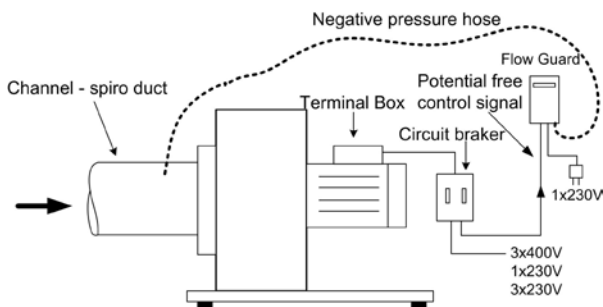 Negative pressure hose
Flow Guard
Channel - spiro duct
Potential free
control signal
Terminal Box
Circuit braker
1x230V
3x400V
1x230V
3x230V